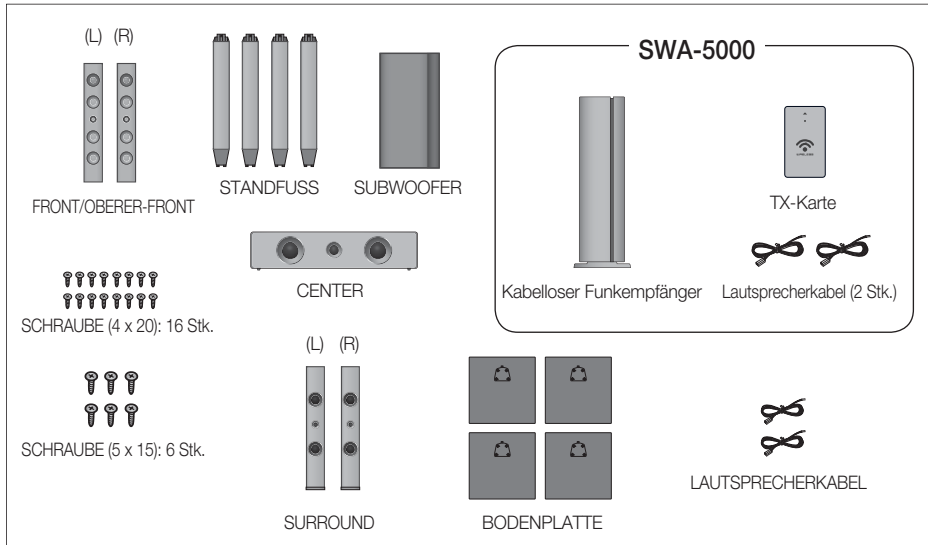 (L) (R)
FRONT/OBERER-FRONT
STANDFUSS
SUBWOOFER
SWA-5000
Kabelloser Funkempfänger
TX-Karte
Lautsprecherkabel (2 Stk.)
CENTER
SCHRAUBE (4 x 20): 16 Stk.
SCHRAUBE (5 x 15): 6 Stk.
(L) (R)
SURROUND
BODENPLATTE
LAUTSPRECHERKABEL